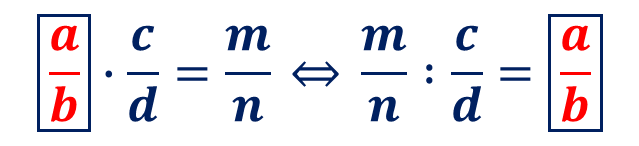 a/b · c/d = m/n ⇔ m/n : c/d = a/b